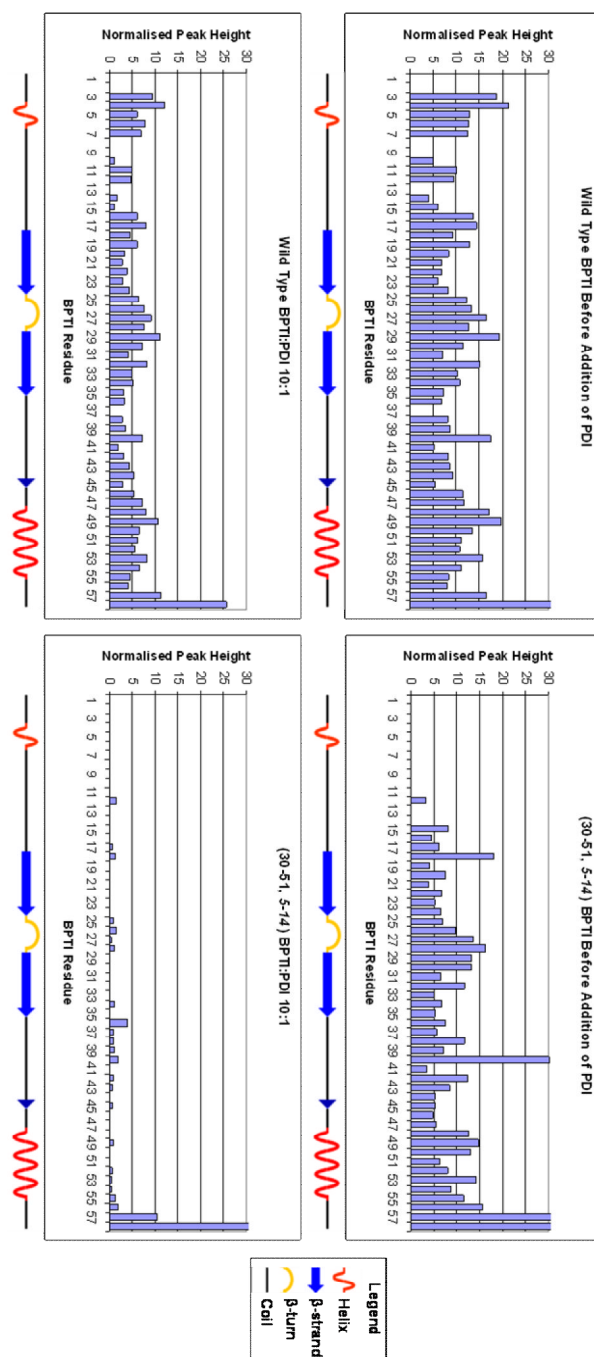 Wild Type BPTI Before Addition of PDI
Normalised Peak Height
30
25
20
15
10
5
0
1 3 5 7 9 11 13 15 17 19 21 23 25 27 29 31 33 35 37 39 41 43 45 47 49 51 53 55 57
BPTI Residue
(30-51, 5-14) BPTI Before Addition of PDI
Normalised Peak Height
30
25
20
15
10
5
0
1 3 5 7 9 11 13 15 17 19 21 23 25 27 29 31 33 35 37 39 41 43 45 47 49 51 53 55 57
BPTI Residue
Wild Type BPTI:PDI 10:1
Normalised Peak Height
30
25
20
15
10
5
0
1 3 5 7 9 11 13 15 17 19 21 23 25 27 29 31 33 35 37 39 41 43 45 47 49 51 53 55 57
BPTI Residue
(30-51, 5-14) BPTI:PDI 10:1
Normalised Peak Height
30
25
20
15
10
5
0
1 3 5 7 9 11 13 15 17 19 21 23 25 27 29 31 33 35 37 39 41 43 45 47 49 51 53 55 57
BPTI Residue
Legend
Helix
β-strand
β-turn
Coil